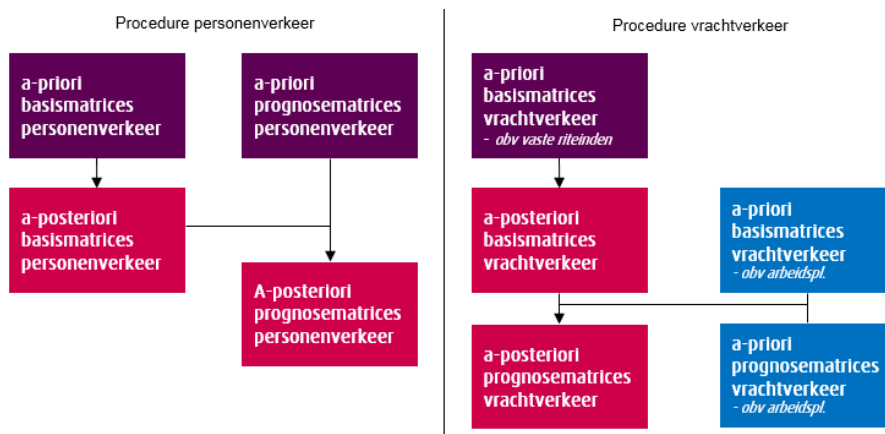 Procedure personenverkeer
a-priori
basismatrices
personenverkeer
a-priori
prognosematrices
personenverkeer
a-posteriori
basismatrices
personenverkeer
A-posteriori
prognosematrices
personenverkeer
Procedure vrachtverkeer
a-priori
basismatrices
vrachtverkeer
- obv vaste riteinden
a-posteriori
basismatrices
vrachtverkeer
a-priori
basismatrices
vrachtverkeer
- obv arbeidspl.
a-posteriori
prognosematrices
vrachtverkeer
a-priori
prognosematrices
vrachtverkeer
- obv arbeidspl.